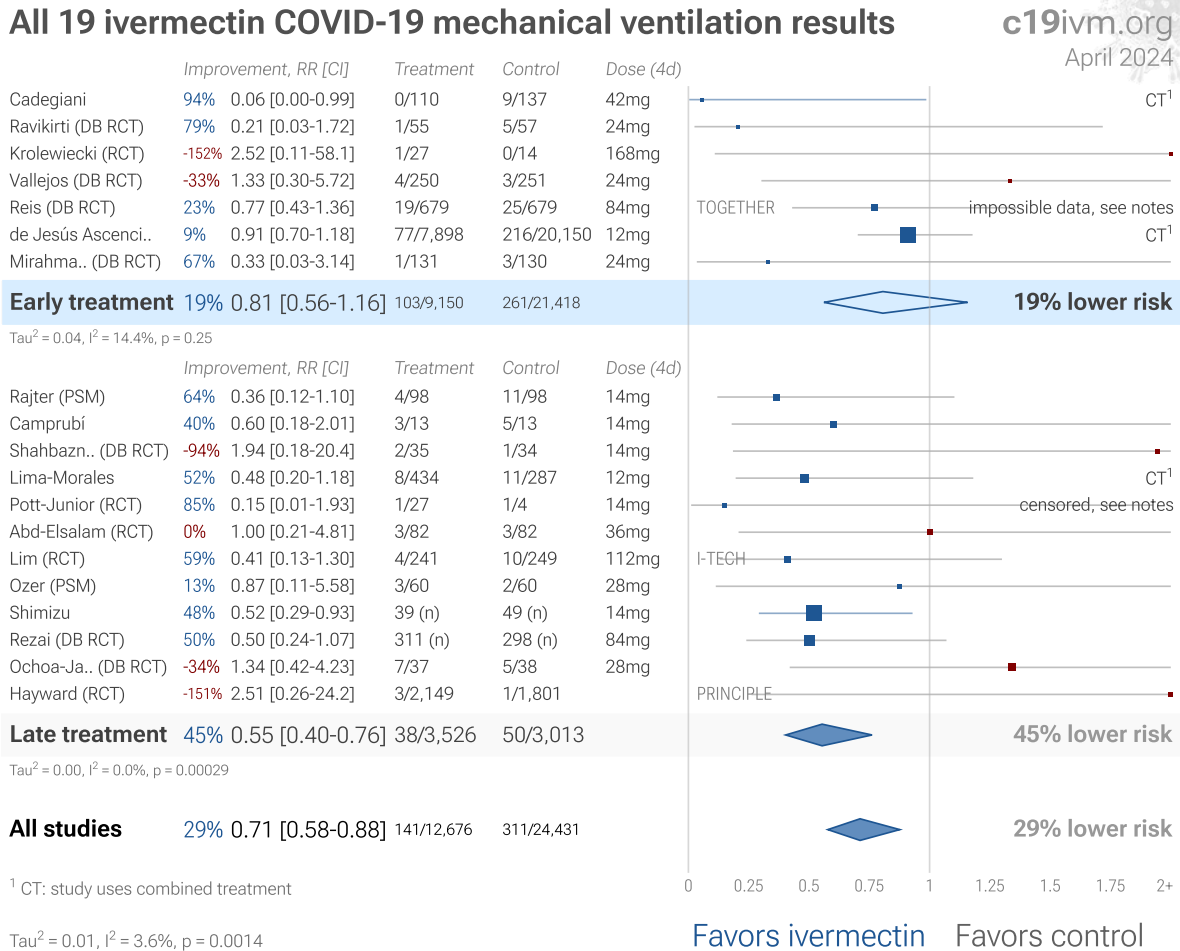 All 19 ivermectin COVID-19 mechanical ventilation results
c19ivm.org
April 2024
Improvement, RR [CI] Treatment Control Dose (4d)
Cadegiani 94% 0.06 [0.00-0.99] 0/110 9/137 42mg CT¹
Ravikirti (DB RCT) 79% 0.21 [0.03-1.72] 1/55 5/57 24mg
Krolewiecki (RCT) -152% 2.52 [0.11-58.1] 1/27 0/14 168mg
Vallejos (DB RCT) -33% 1.33 [0.30-5.72] 4/250 3/251 24mg
Reis (DB RCT) 23% 0.77 [0.43-1.36] 19/679 25/679 84mg TOGETHER impossible data, see notes
de Jesús Ascenci.. 9% 0.91 [0.70-1.18] 77/7,898 216/20,150 12mg CT¹
Mirahma.. (DB RCT) 67% 0.33 [0.03-3.14] 1/131 3/130 24mg
Early treatment 19% 0.81 [0.56-1.16] 103/9,150 261/21,418 19% lower risk
Tau² = 0.04, I² = 14.4%, p = 0.25
Improvement, RR [CI] Treatment Control Dose (4d)
Rajter (PSM) 64% 0.36 [0.12-1.10] 4/98 11/98 14mg
Camprubí 40% 0.60 [0.18-2.01] 3/13 5/13 14mg
Shahbazn.. (DB RCT) -94% 1.94 [0.18-20.4] 2/35 1/34 14mg
Lima-Morales 52% 0.48 [0.20-1.18] 8/434 11/287 12mg CT¹
Pott-Junior (RCT) 85% 0.15 [0.01-1.93] 1/27 1/4 14mg censored, see notes
Abd-Elsalam (RCT) 0% 1.00 [0.21-4.81] 3/82 3/82 36mg
Lim (RCT) 59% 0.41 [0.13-1.30] 4/241 10/249 112mg I-TECH
Ozer (PSM) 13% 0.87 [0.11-5.58] 3/60 2/60 28mg
Shimizu 48% 0.52 [0.29-0.93] 39 (n) 49 (n) 14mg
Rezai (DB RCT) 50% 0.50 [0.24-1.07] 311 (n) 298 (n) 84mg
Ochoa-Ja.. (DB RCT) -34% 1.34 [0.42-4.23] 7/37 5/38 28mg
Hayward (RCT) -151% 2.51 [0.26-24.2] 3/2,149 1/1,801 PRINCIPLE
Late treatment 45% 0.55 [0.40-0.76] 38/3,526 50/3,013 45% lower risk
Tau² = 0.00, I² = 0.0%, p = 0.00029
All studies 29% 0.71 [0.58-0.88] 141/12,676 311/24,431 29% lower risk
0 0.25 0.5 0.75 1 1.25 1.5 1.75 2+
¹ CT: study uses combined treatment
Tau² = 0.01, I² = 3.6%, p = 0.0014
Favors ivermectin Favors control